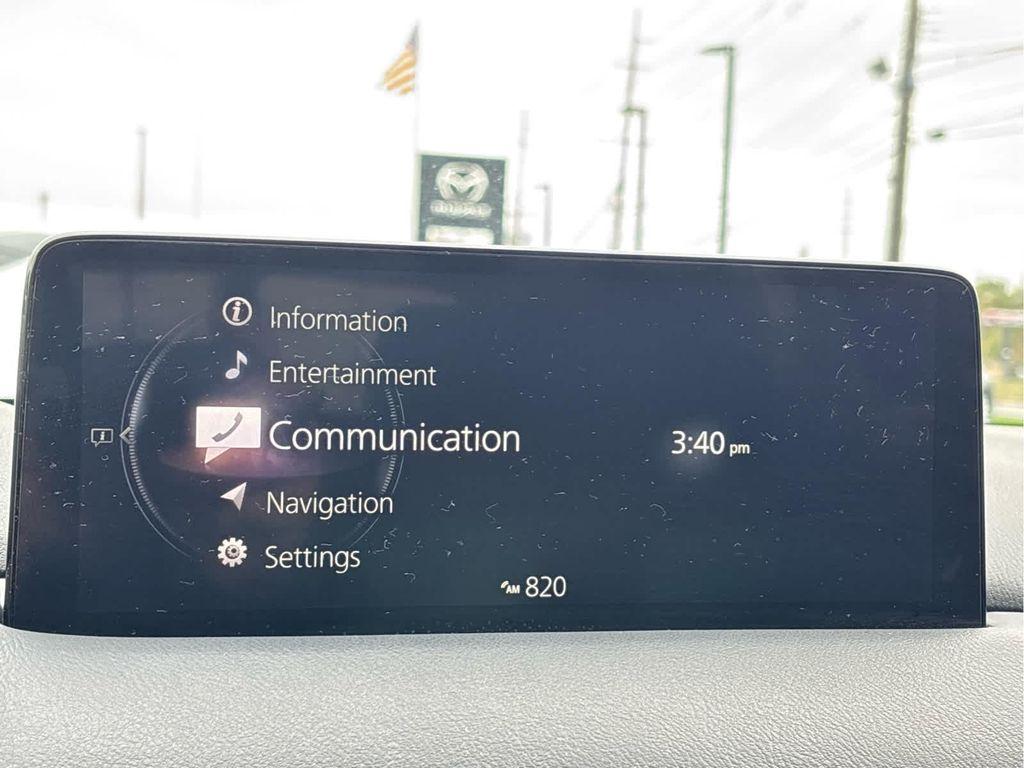 Information
Entertainment
Communication
3:40 pm
Navigation
Settings
AM 820